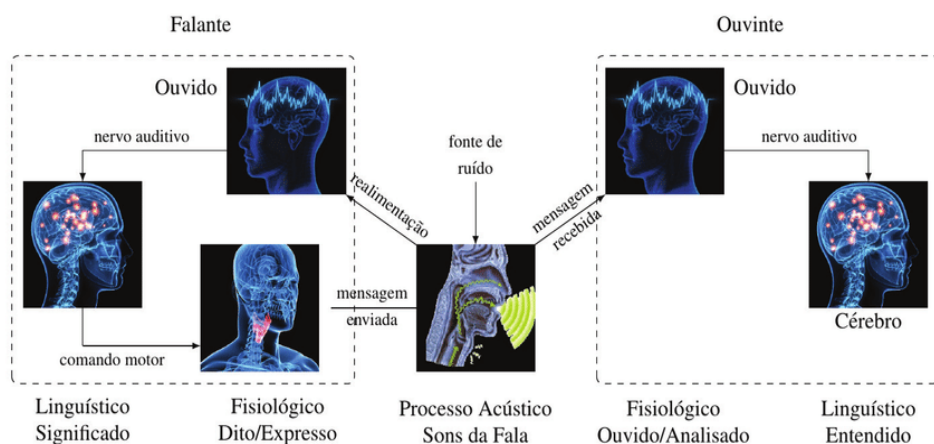 Falante
Ouvinte
Ouvido
Ouvido
nervo auditivo
fonte de
ruído
nervo auditivo
realimentação
mensagem
recebida
mensagem
enviada
comando motor
Cérebro
Linguístico
Significado
Fisiológico
Dito/Expresso
Processo Acústico
Sons da Fala
Fisiológico
Ouvido/Analisado
Linguístico
Entendido